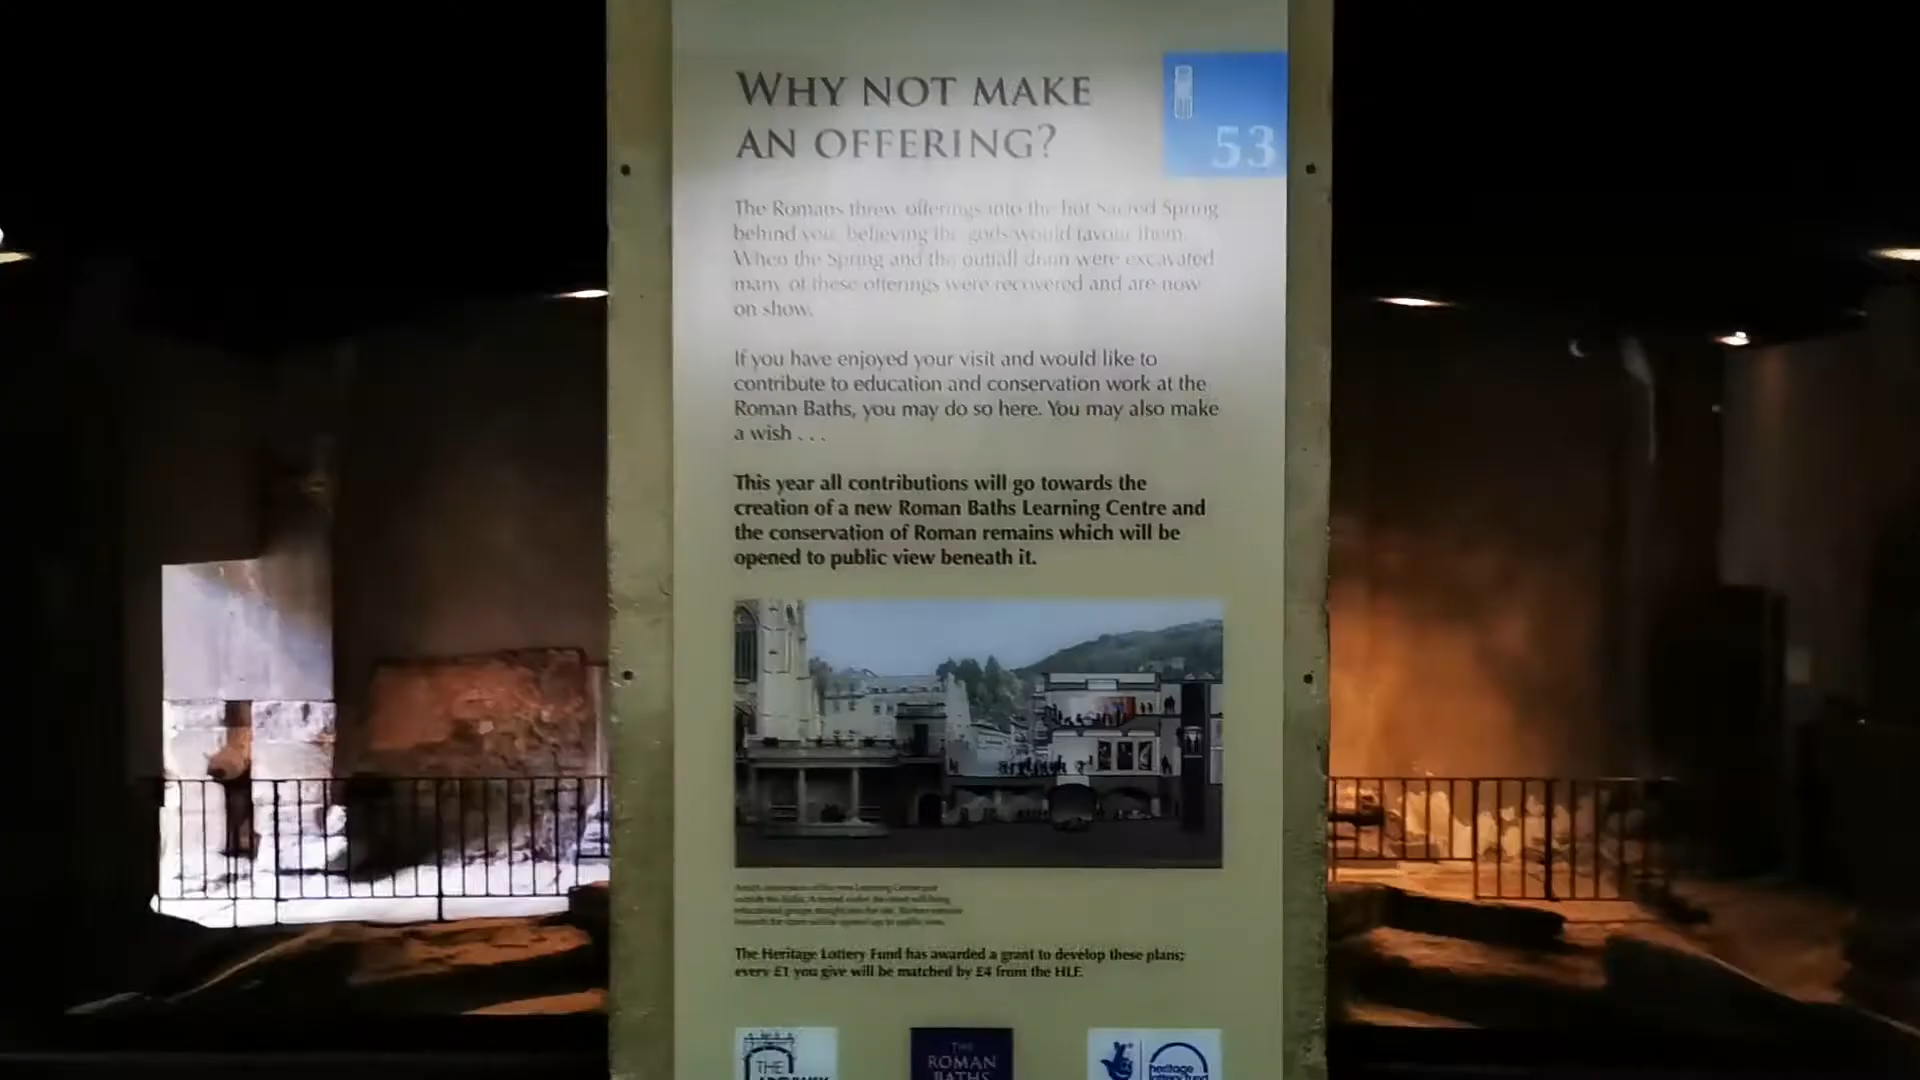 WHY NOT MAKE
AN OFFERING?
53
The Romans threw offerings into the hot Sacred Spring
behind you, believing the gods would favour them.
When the Spring and the outfall drain were excavated
many of these offerings were recovered and are now
on show.
If you have enjoyed your visit and would like to
contribute to education and conservation work at the
Roman Baths, you may do so here. You may also make
a wish . . .
This year all contributions will go towards the
creation of a new Roman Baths Learning Centre and
the conservation of Roman remains which will be
opened to public view beneath it.
The Heritage Lottery Fund has awarded a grant to develop these plans;
every £1 you give will be matched by £4 from the HLF.
THE
THE
ROMAN
BATHS
heritage
lottery fund